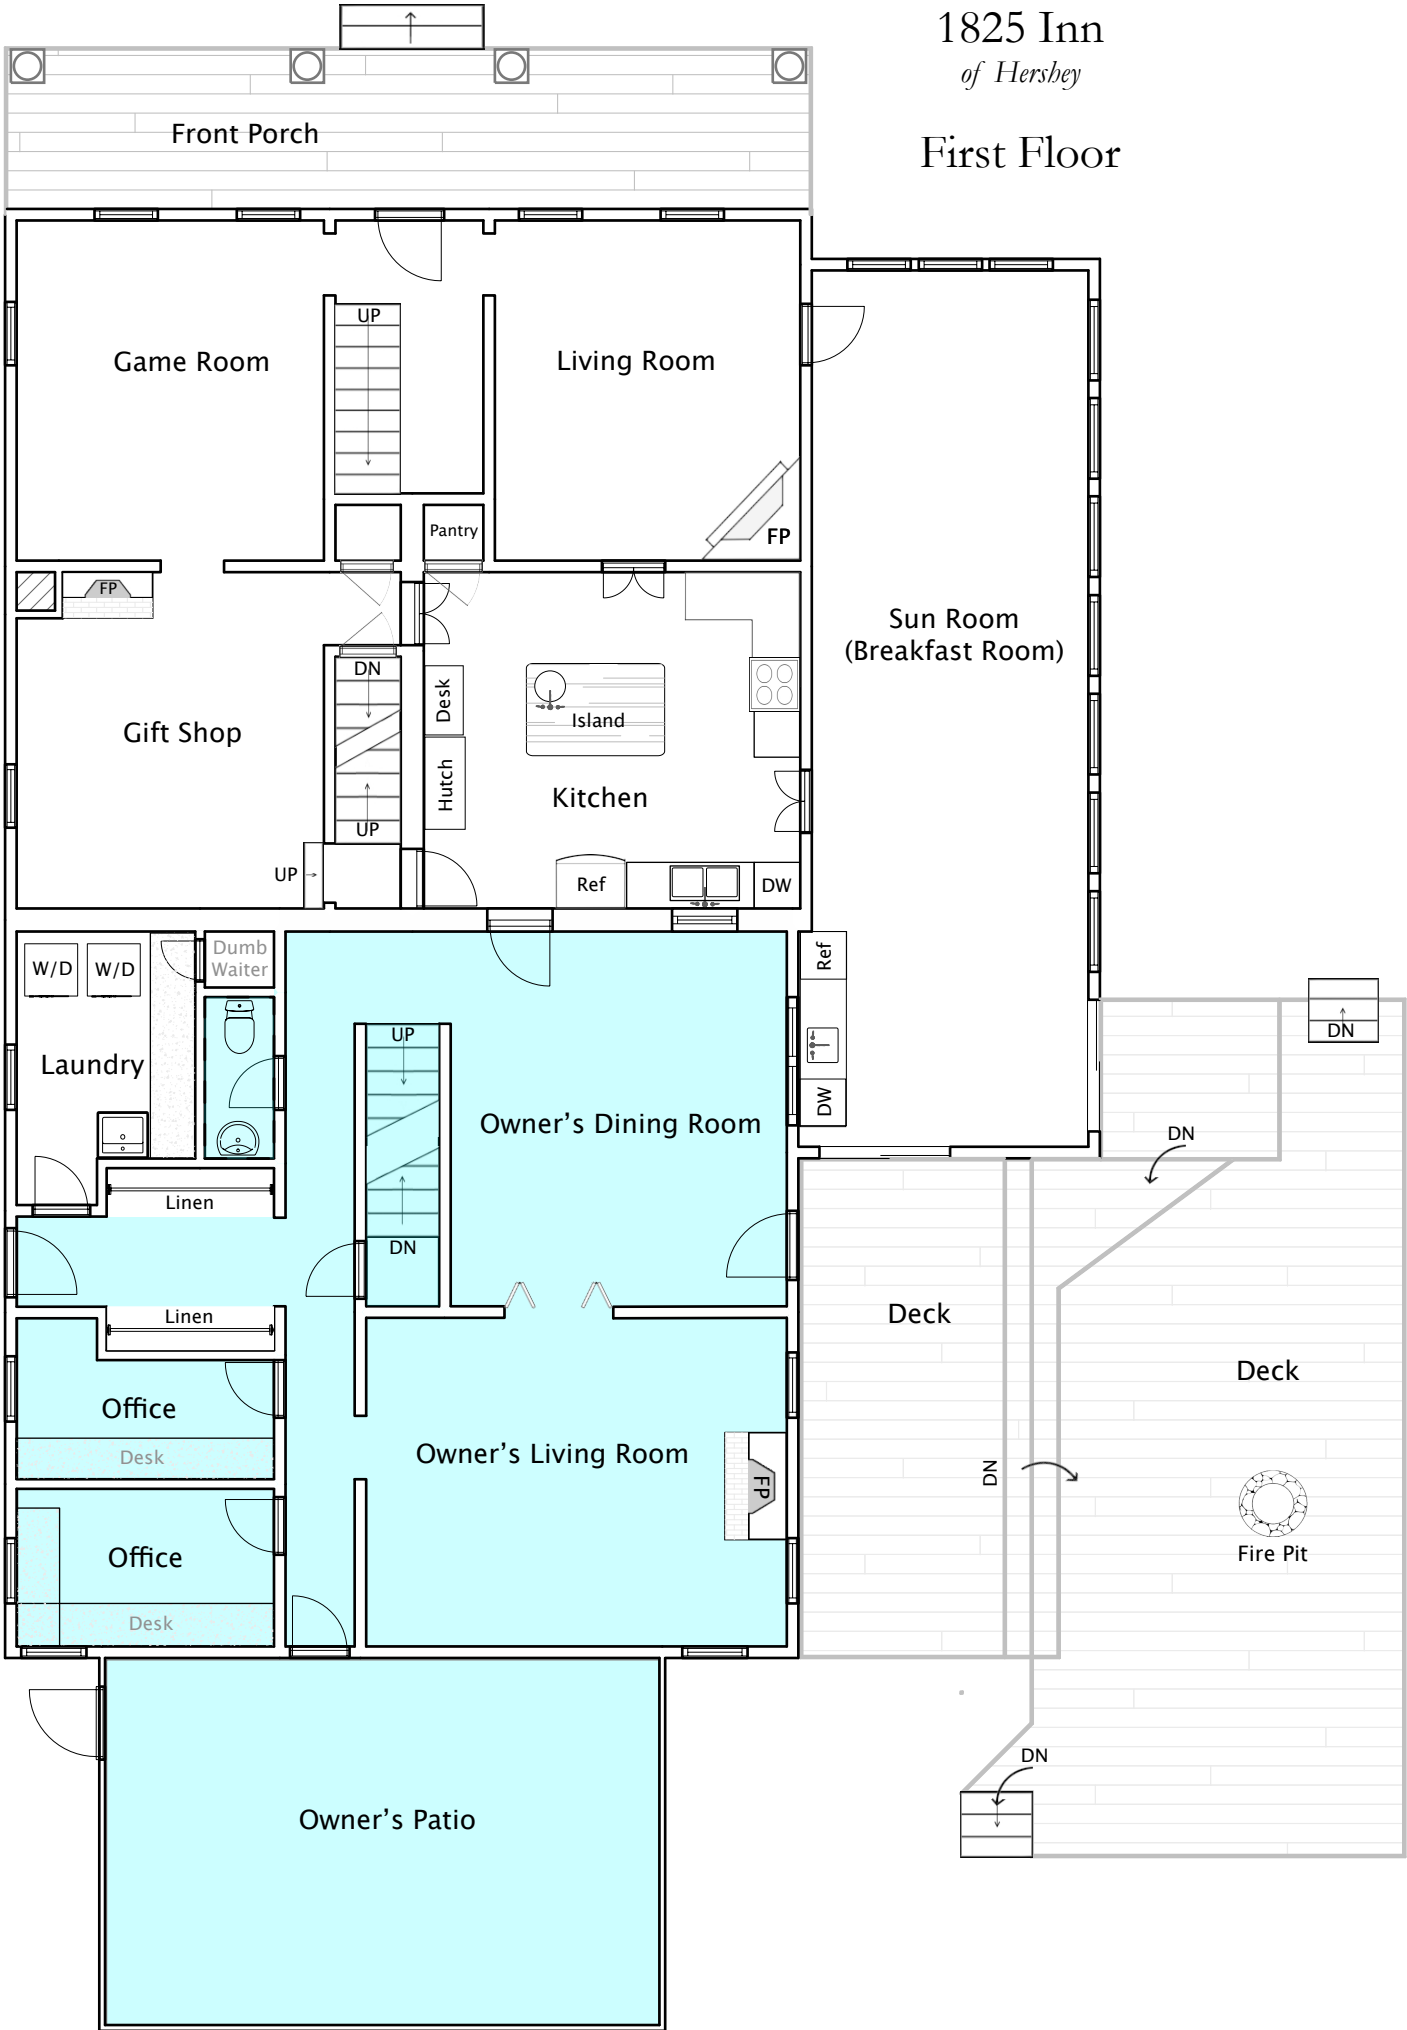 1825 Inn
of Hershey
First Floor
Front Porch
UP
Game Room
Living Room
Pantry
FP
FP
Sun Room
(Breakfast Room)
DN
Desk
Island
Gift Shop
Hutch
Kitchen
UP
UP
Ref
DW
Dumb
Waiter
W/D
W/D
Ref
DN
UP
Laundry
DW
Owner's Dining Room
DN
Linen
DN
Linen
Deck
Deck
Office
Desk
Owner's Living Room
FP
DN
Office
Fire Pit
Desk
DN
Owner's Patio